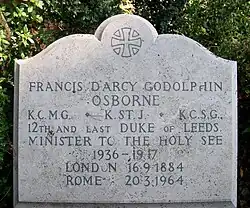 FRANCIS D'ARCY GODOLPHIN
OSBORNE
K.C.M.G. K.ST.J. K.C.S.G.,
12TH AND LAST DUKE OF LEEDS
MINISTER TO THE HOLY SEE
1936-1947
LONDON 16·9·1884
ROME 20·3·1964